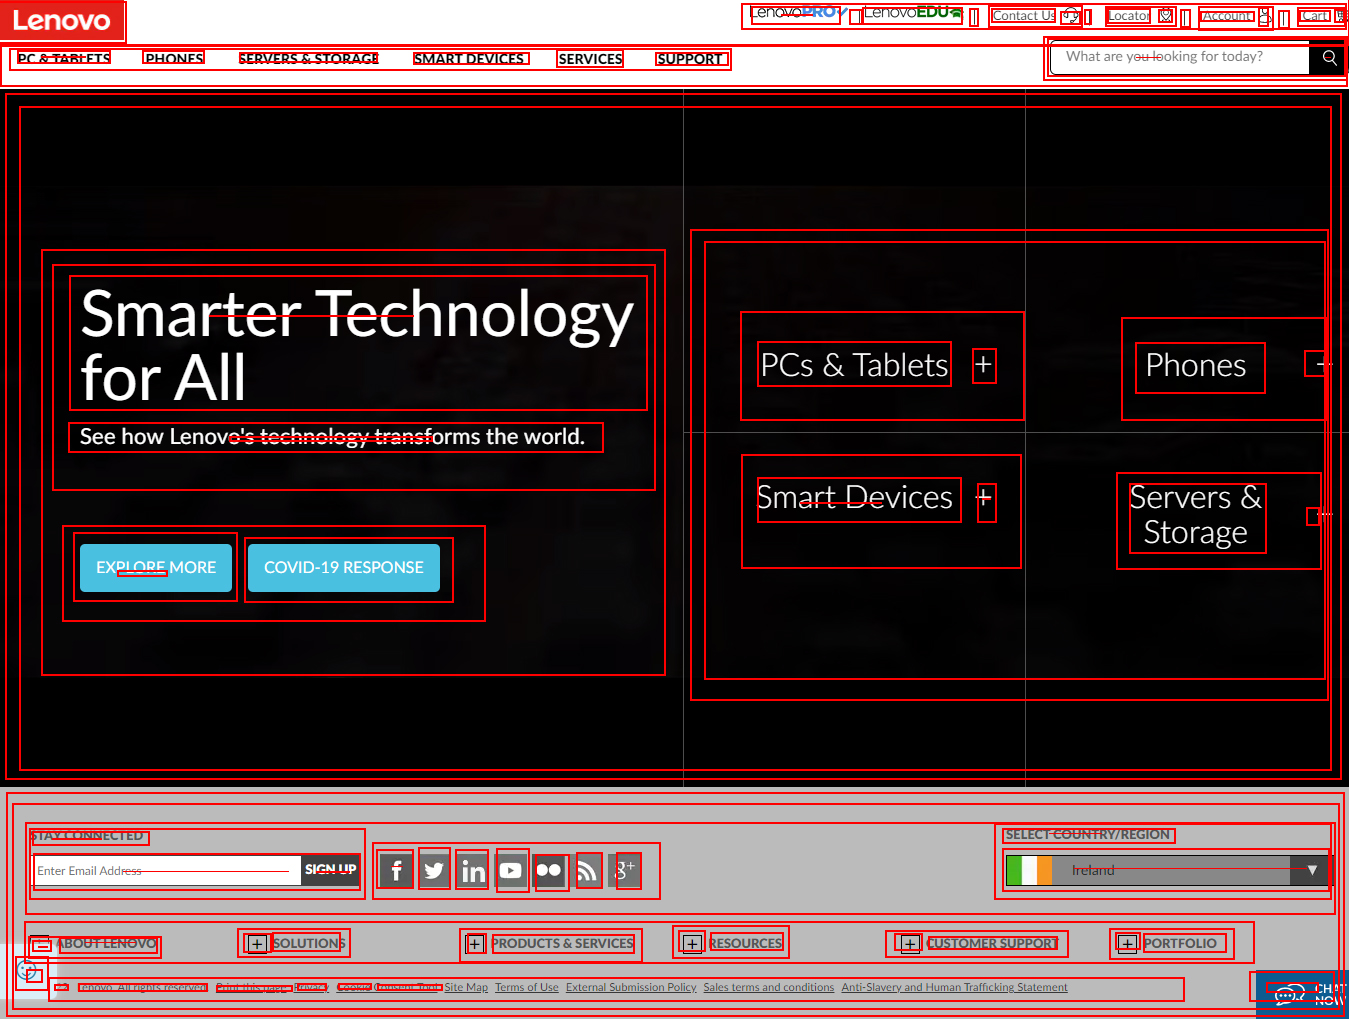 Lenovo
LenovoPRO LenovoEDU Contact Us Locator Account Cart
PC & TABLETS PHONES SERVERS & STORAGE SMART DEVICES SERVICES SUPPORT
What are you looking for today?
Smarter Technology
for All
See how Lenovo's technology transforms the world.
EXPLORE MORE COVID-19 RESPONSE
PCs & Tablets +
Phones +
Smart Devices +
Servers &
Storage +
STAY CONNECTED
Enter Email Address SIGN UP
f in g+
SELECT COUNTRY/REGION
Ireland
ABOUT LENOVO + SOLUTIONS + PRODUCTS & SERVICES + RESOURCES + CUSTOMER SUPPORT + PORTFOLIO
Lenovo. All rights reserved Print this page Privacy Cookie Consent Tool Site Map Terms of Use External Submission Policy Sales terms and conditions Anti-Slavery and Human Trafficking Statement
CHAT
NOW